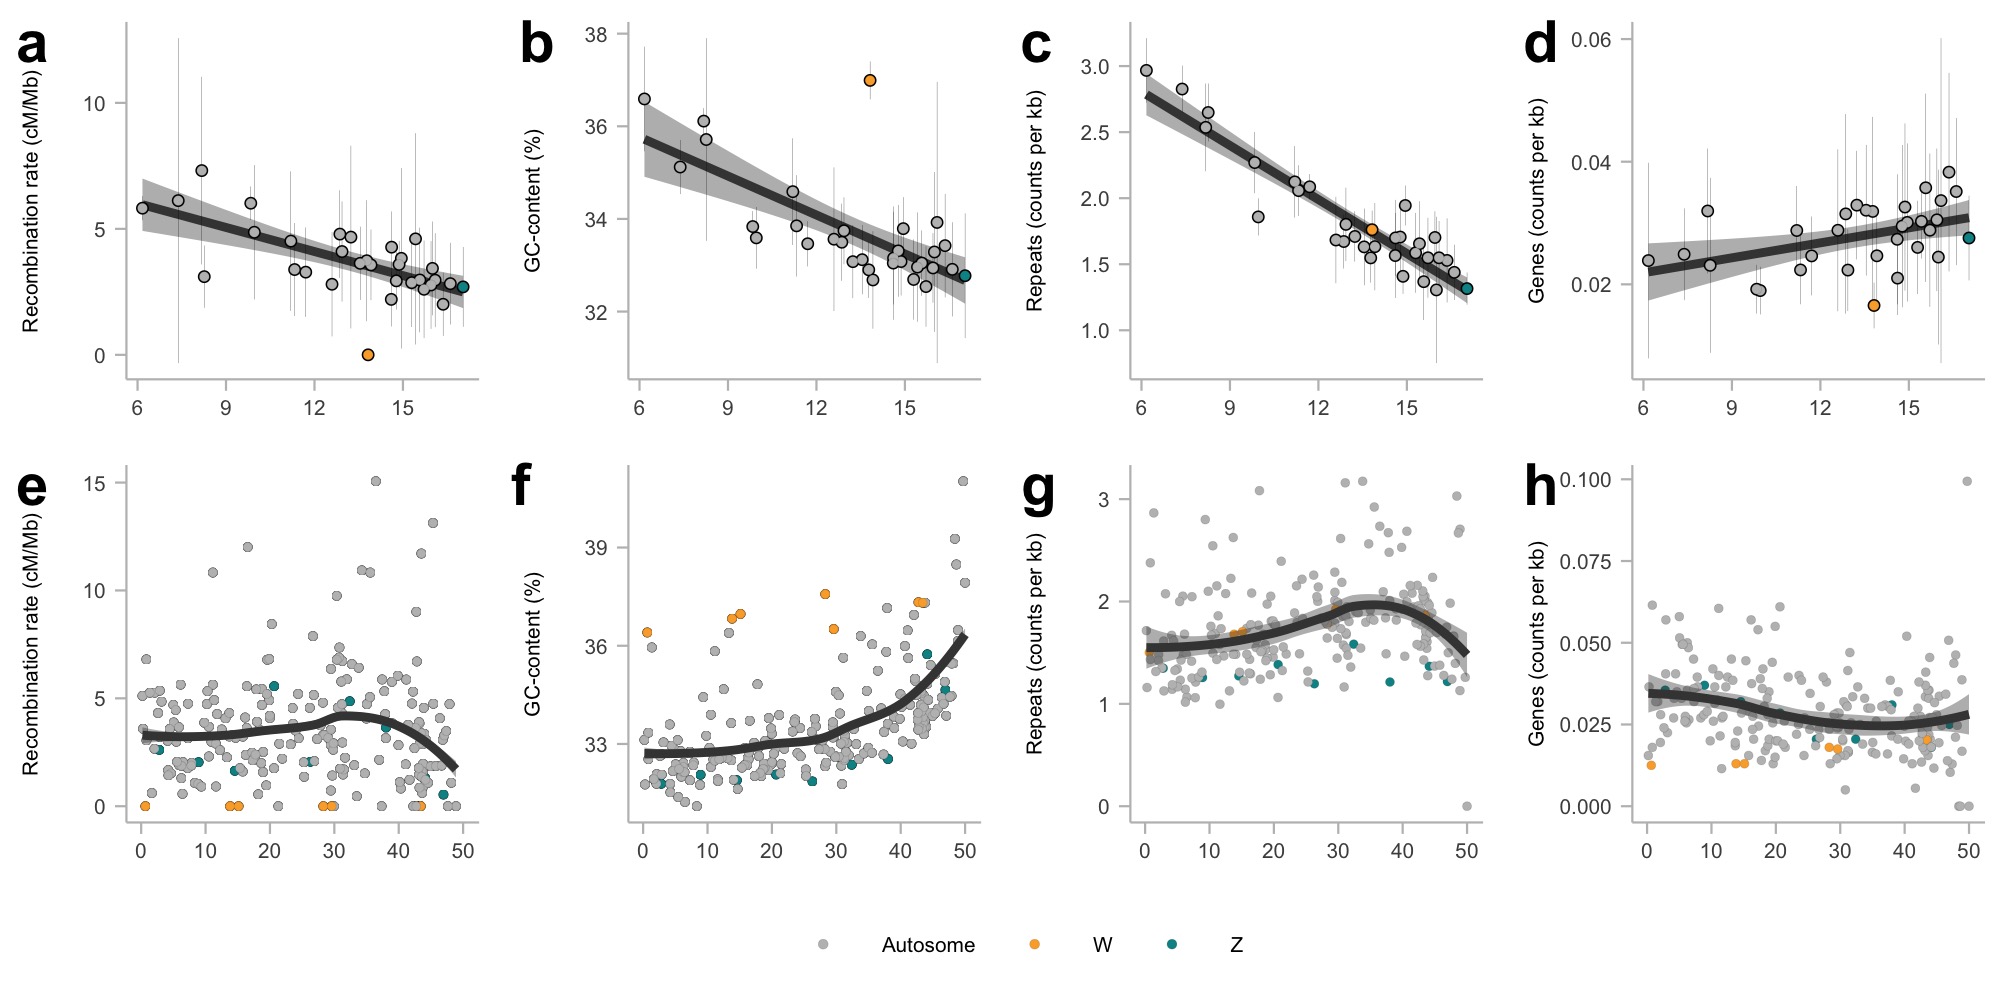 a
Recombination rate (cM/Mb)
10
5
0
6 9 12 15
b
GC-content (%)
38
36
34
32
6 9 12 15
c
Repeats (counts per kb)
3.0
2.5
2.0
1.5
1.0
6 9 12 15
d
Genes (counts per kb)
0.06
0.04
0.02
6 9 12 15
e
Recombination rate (cM/Mb)
15
10
5
0
0 10 20 30 40 50
f
GC-content (%)
39
36
33
0 10 20 30 40 50
g
Repeats (counts per kb)
3
2
1
0
0 10 20 30 40 50
h
Genes (counts per kb)
0.100
0.075
0.050
0.025
0.000
0 10 20 30 40 50
Autosome W Z